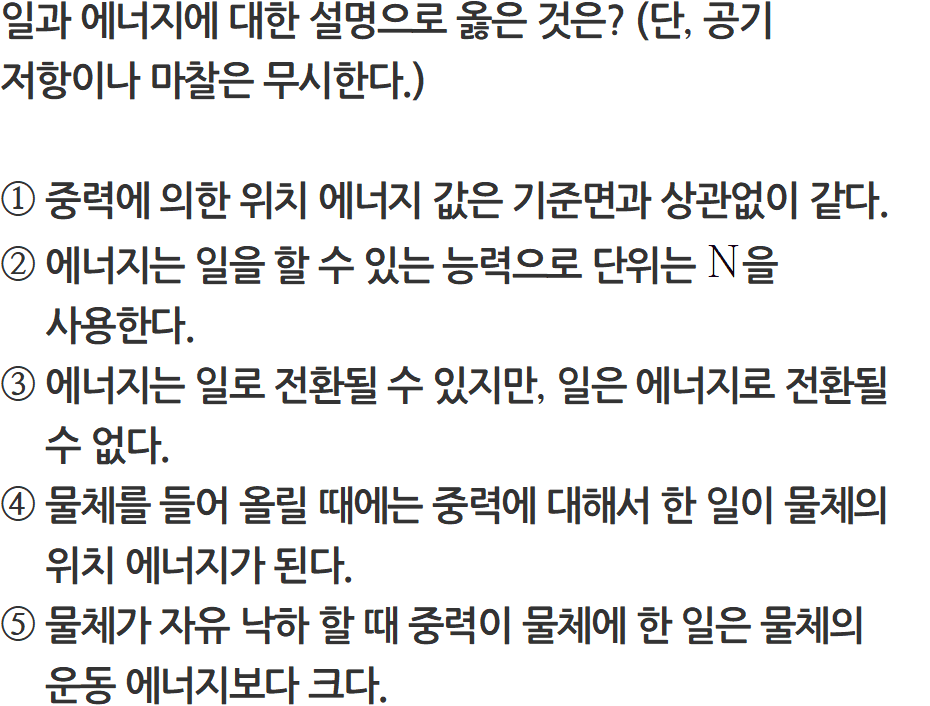 일과 에너지에 대한 설명으로 옳은 것은? (단, 공기
저항이나 마찰은 무시한다.)
① 중력에 의한 위치 에너지 값은 기준면과 상관없이 같다.
② 에너지는 일을 할 수 있는 능력으로 단위는 N을
사용한다.
③ 에너지는 일로 전환될 수 있지만, 일은 에너지로 전환될
수 없다.
④ 물체를 들어 올릴 때에는 중력에 대해서 한 일이 물체의
위치 에너지가 된다.
⑤ 물체가 자유 낙하 할 때 중력이 물체에 한 일은 물체의
운동 에너지보다 크다.